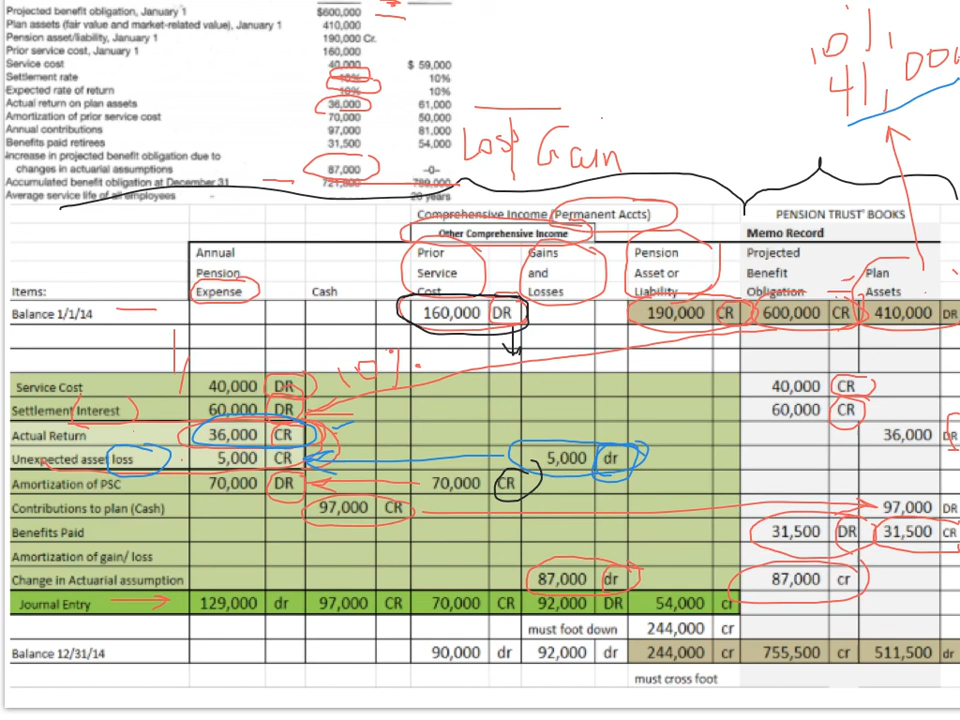 Projected benefit obligation, January 1 $600,000
Plan assets (fair value and market-related value), January 1 410,000
Pension asset/liability, January 1 190,000 Cr.
Prior service cost, January 1 160,000
Service cost 40,000 $ 59,000
Settlement rate 10% 10%
Expected rate of return 10% 10%
Actual return on plan assets 36,000 61,000
Amortization of prior service cost 70,000 50,000
Annual contributions 97,000 81,000
Benefits paid retirees 31,500 54,000
Increase in projected benefit obligation due to
changes in actuarial assumptions 87,000 -0-
Accumulated benefit obligation at December 31 721,800 789,000
Average service life of all employees 20 years
10%
41,000
Loss Gain
Comprehensive Income (Permanent Accts) PENSION TRUST' BOOKS
Other Comprehensive Income Memo Record
Annual Prior Gains Pension Projected
Pension Service and Asset or Benefit Plan
Items: Expense Cash Cost Losses Liability Obligation Assets
Balance 1/1/14 160,000 DR 190,000 CR 600,000 CR 410,000 DR
10%
Service Cost 40,000 DR 40,000 CR
Settlement Interest 60,000 DR 60,000 CR
Actual Return 36,000 CR 36,000 DR
Unexpected asset loss 5,000 CR 5,000 dr
Amortization of PSC 70,000 DR 70,000 CR
Contributions to plan (Cash) 97,000 CR 97,000 DR
Benefits Paid 31,500 DR 31,500 CR
Amortization of gain/ loss
Change in Actuarial assumption 87,000 dr 87,000 cr
Journal Entry 129,000 dr 97,000 CR 70,000 CR 92,000 DR 54,000 cr
must foot down 244,000 cr
Balance 12/31/14 90,000 dr 92,000 dr 244,000 cr 755,500 cr 511,500 dr
must cross foot